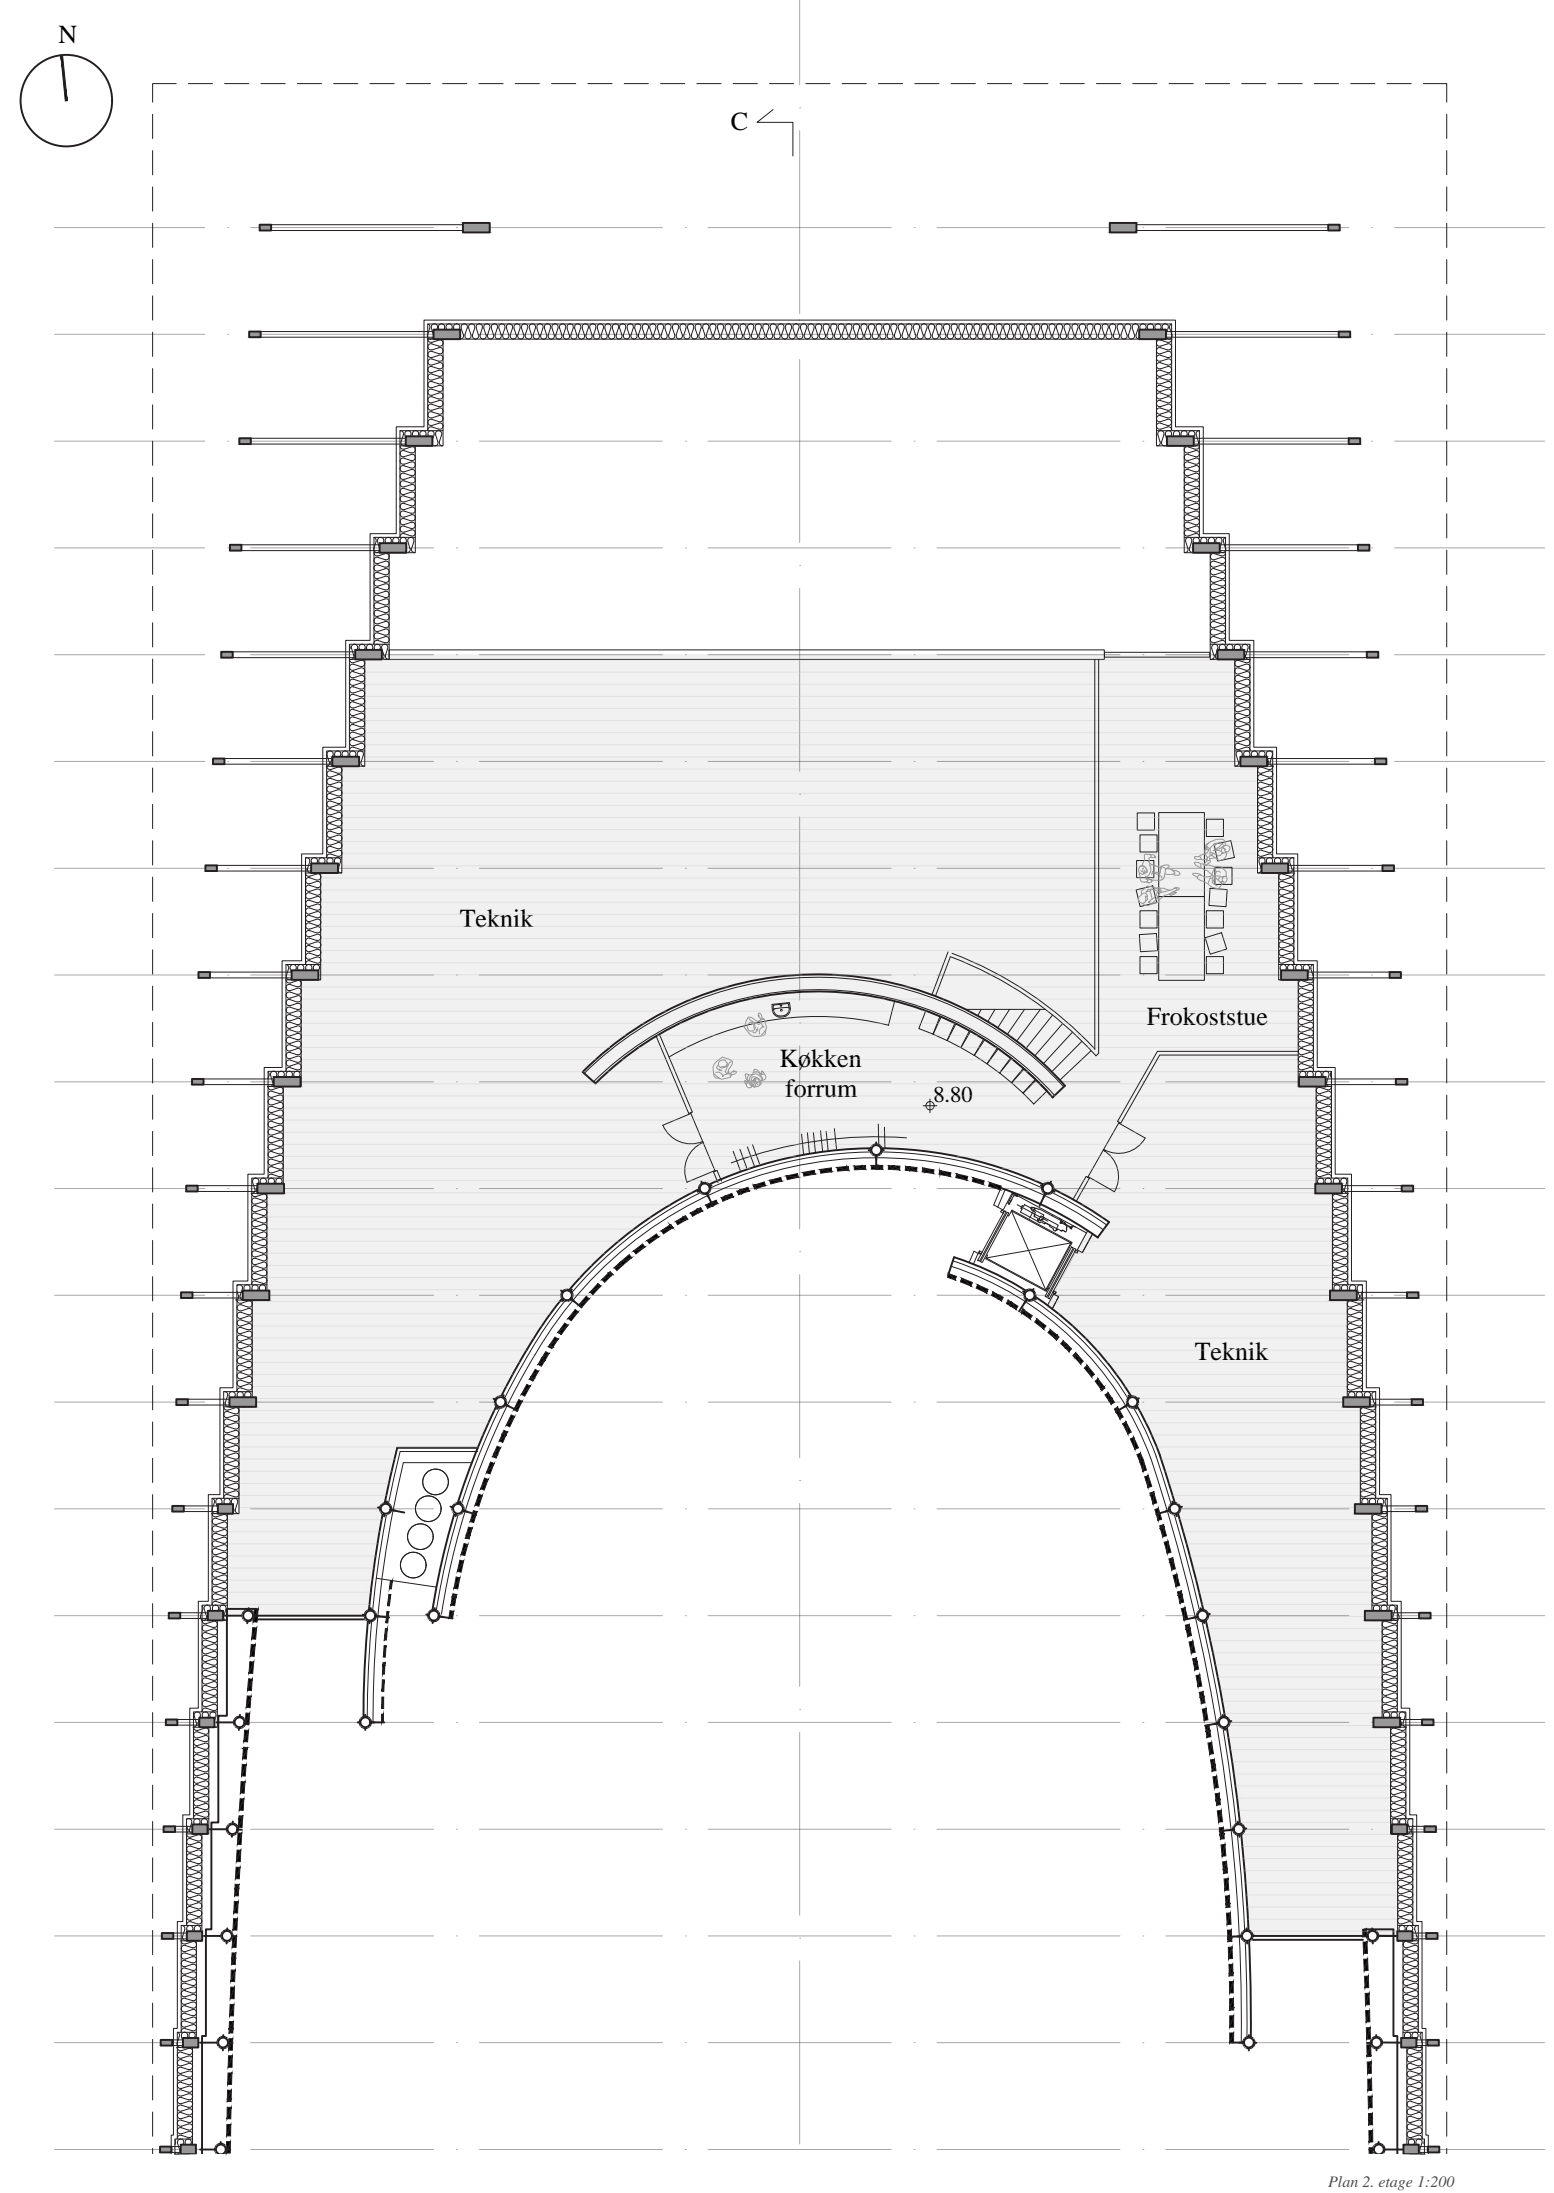 N
C
Teknik
Frokoststue
Køkken
forrum
8.80
Teknik
Plan 2. etage 1:200